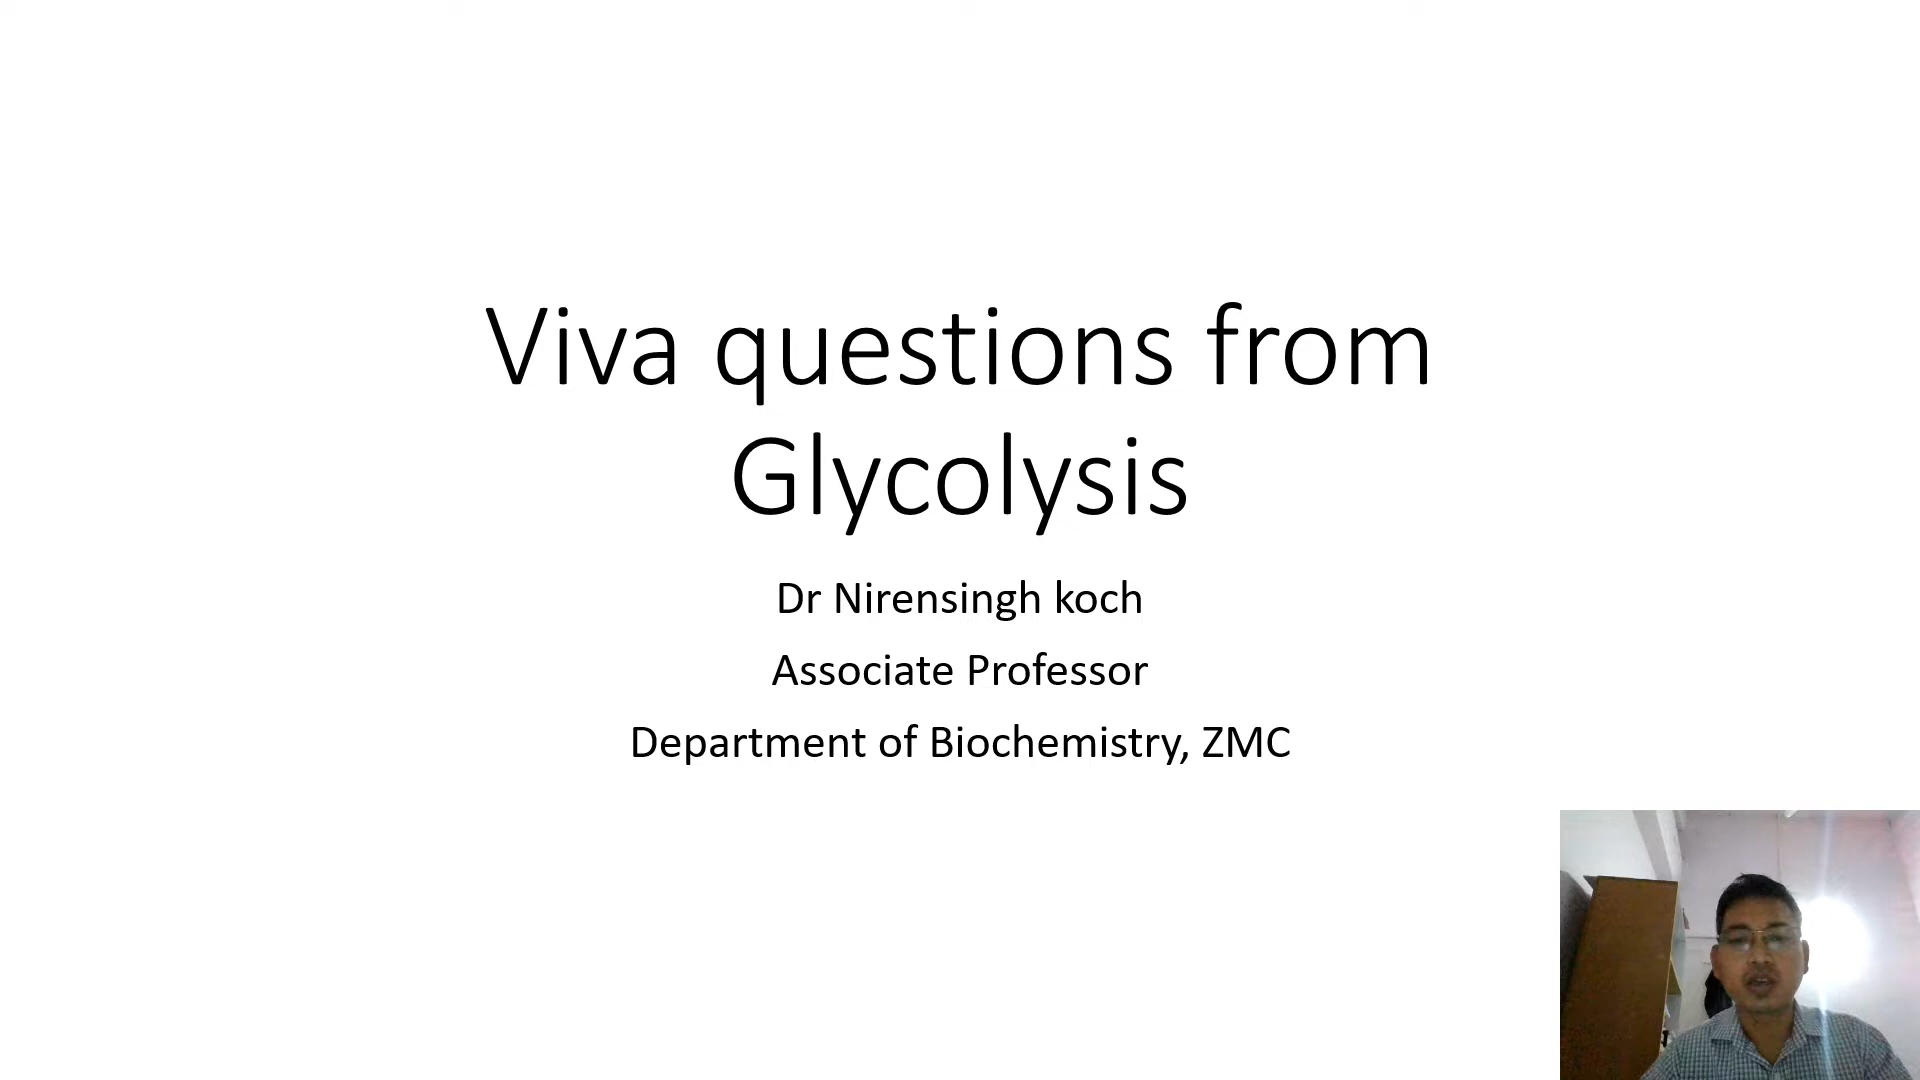 Viva questions from
Glycolysis
Dr Nirensingh koch
Associate Professor
Department of Biochemistry, ZMC